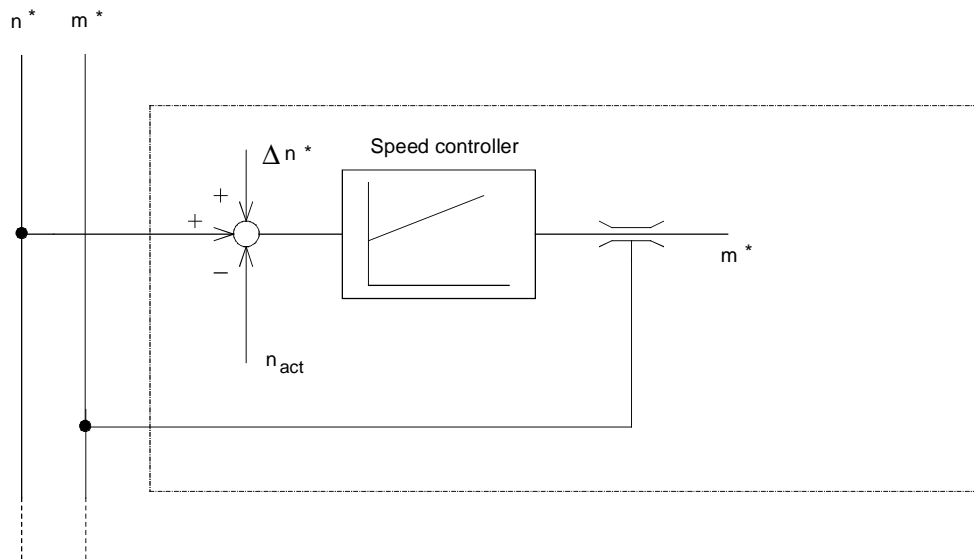 n * m *
Speed controller
Δ n *
+
+
m *
−
n act